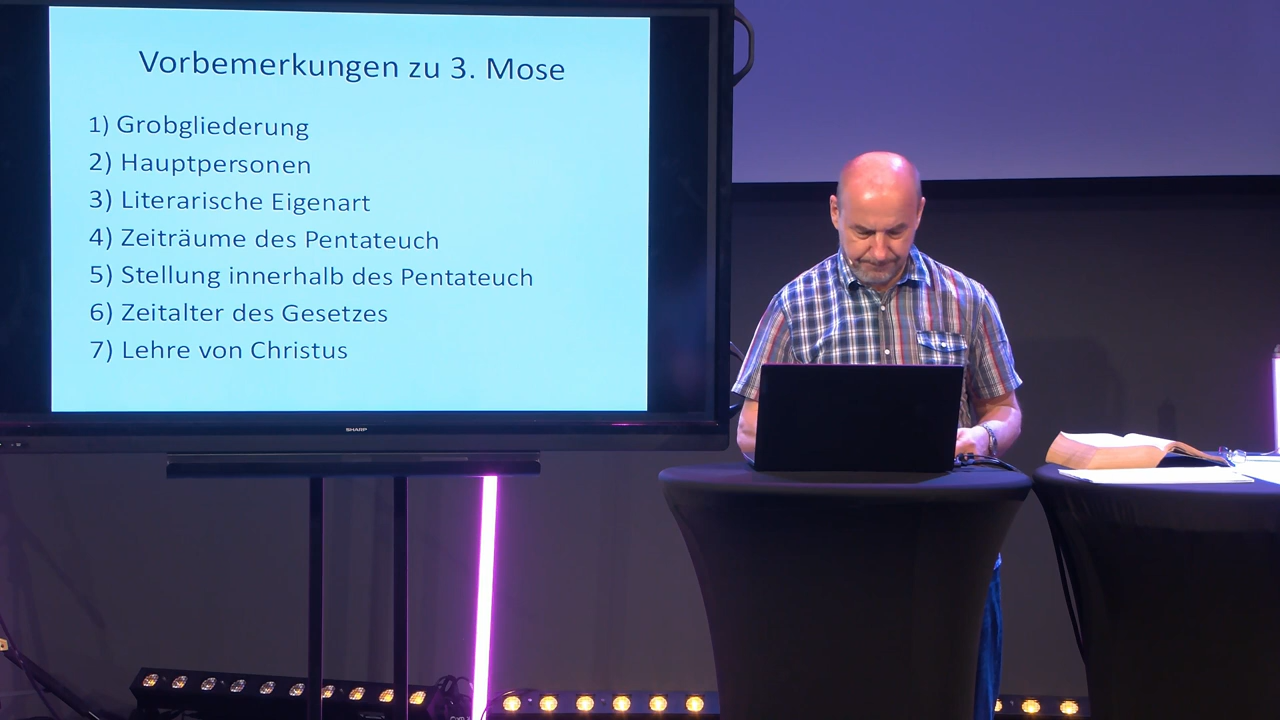 Vorbemerkungen zu 3. Mose
1) Grobgliederung
2) Hauptpersonen
3) Literarische Eigenart
4) Zeiträume des Pentateuch
5) Stellung innerhalb des Pentateuch
6) Zeitalter des Gesetzes
7) Lehre von Christus
SHARP